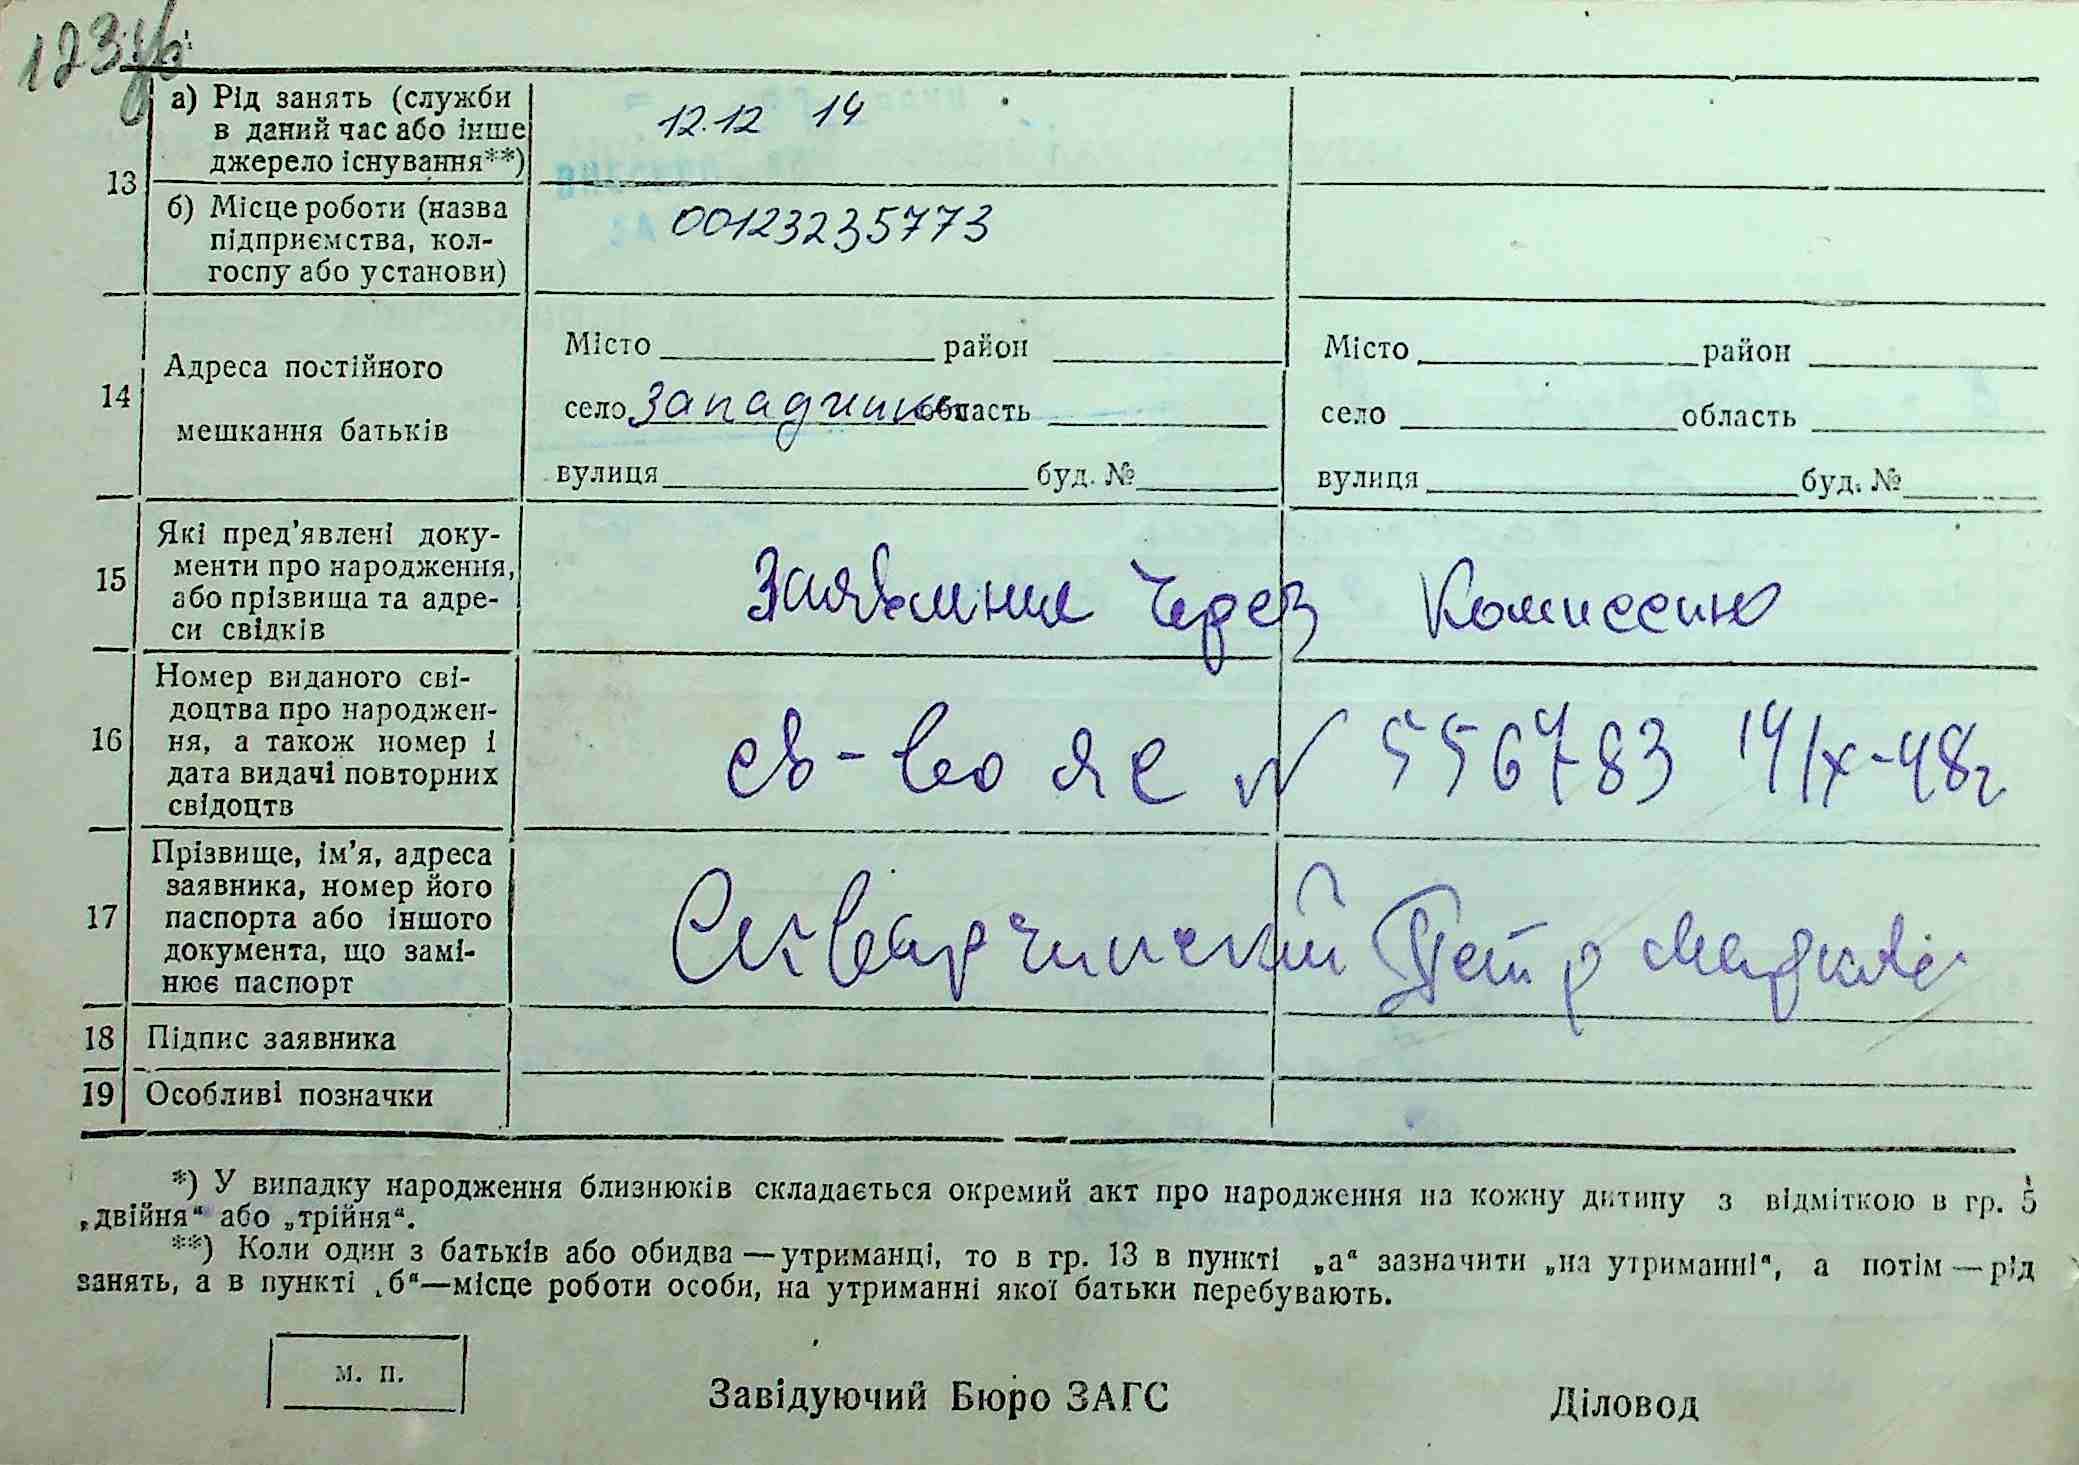 123
13
а) Рід занять (служби
в даний час або інше
джерело існування**)
12.12 14
б) Місце роботи (назва
підприємства, кол-
госпу або установи)
00123235773
14
Адреса постійного
мешкання батьків
Місто район
село Западинка область
вулиця буд. №
Місто район
село область
вулиця буд. №
15
Які пред'явлені доку-
менти про народження,
або прізвища та адре-
си свідків
Заявление Через Комиссию
16
Номер виданого сві-
доцтва про народжен-
ня, а також номер і
дата видачі повторних
свідоцтв
св-во ЯС № 556783 14/IX-48г
17
Прізвище, ім'я, адреса
заявника, номер його
паспорта або іншого
документа, що замі-
нює паспорт
Скварчинский Петр
18 Підпис заявника
19 Особливі позначки
*) У випадку народження близнюків складається окремий акт про народження на кожну дитину з відміткою в гр. 5
„двійня“ або „трійня“.
**) Коли один з батьків або обидва — утриманці, то в гр. 13 в пункті „а“ зазначити „на утриманні“, а потім — рід
занять, а в пункті „б“—місце роботи особи, на утриманні якої батьки перебувають.
м. п.
Завідуючий Бюро ЗАГС
Діловод